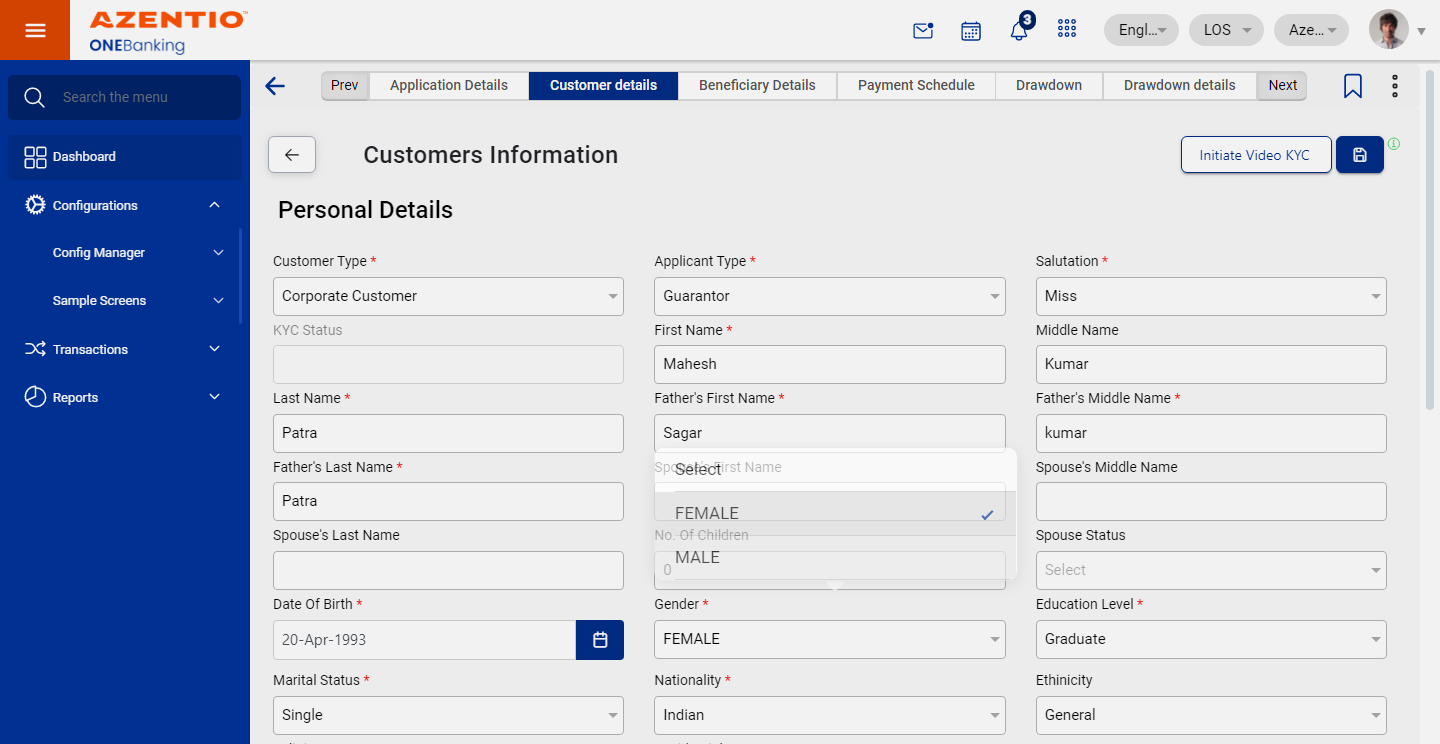 AZENTIO™
ONEBanking
3
Engl...
LOS
Aze...
Search the menu
Dashboard
Configurations
Config Manager
Sample Screens
Transactions
Reports
Prev
Application Details
Customer details
Beneficiary Details
Payment Schedule
Drawdown
Drawdown details
Next
Customers Information
Initiate Video KYC
Personal Details
Customer Type *
Applicant Type *
Salutation *
Corporate Customer
Guarantor
Miss
KYC Status
First Name *
Middle Name
Mahesh
Kumar
Last Name *
Father's First Name *
Father's Middle Name *
Patra
Sagar
kumar
Father's Last Name *
Spouse's First Name
Select
Spouse's Middle Name
Patra
FEMALE
Spouse's Last Name
No. Of Children
Spouse Status
MALE
0
Select
Date Of Birth *
Gender *
Education Level *
20-Apr-1993
FEMALE
Graduate
Marital Status *
Nationality *
Ethinicity
Single
Indian
General